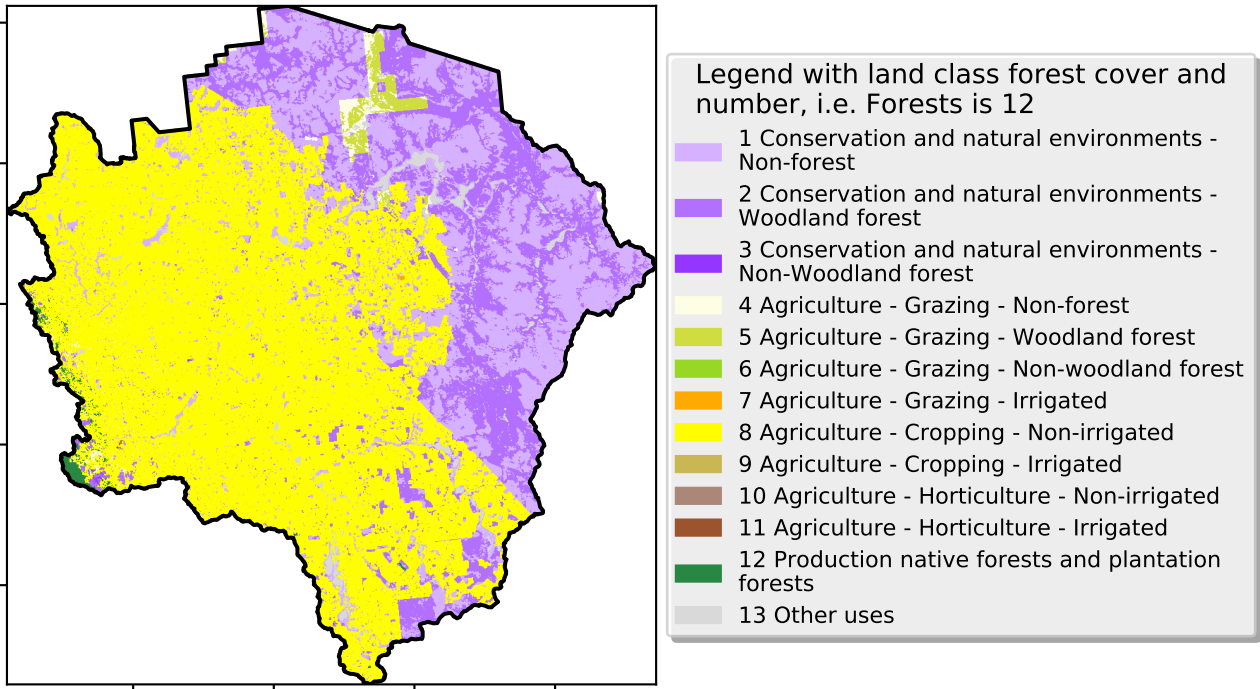 Legend with land class forest cover and
number, i.e. Forests is 12
1 Conservation and natural environments -
Non-forest
2 Conservation and natural environments -
Woodland forest
3 Conservation and natural environments -
Non-Woodland forest
4 Agriculture - Grazing - Non-forest
5 Agriculture - Grazing - Woodland forest
6 Agriculture - Grazing - Non-woodland forest
7 Agriculture - Grazing - Irrigated
8 Agriculture - Cropping - Non-irrigated
9 Agriculture - Cropping - Irrigated
10 Agriculture - Horticulture - Non-irrigated
11 Agriculture - Horticulture - Irrigated
12 Production native forests and plantation
forests
13 Other uses